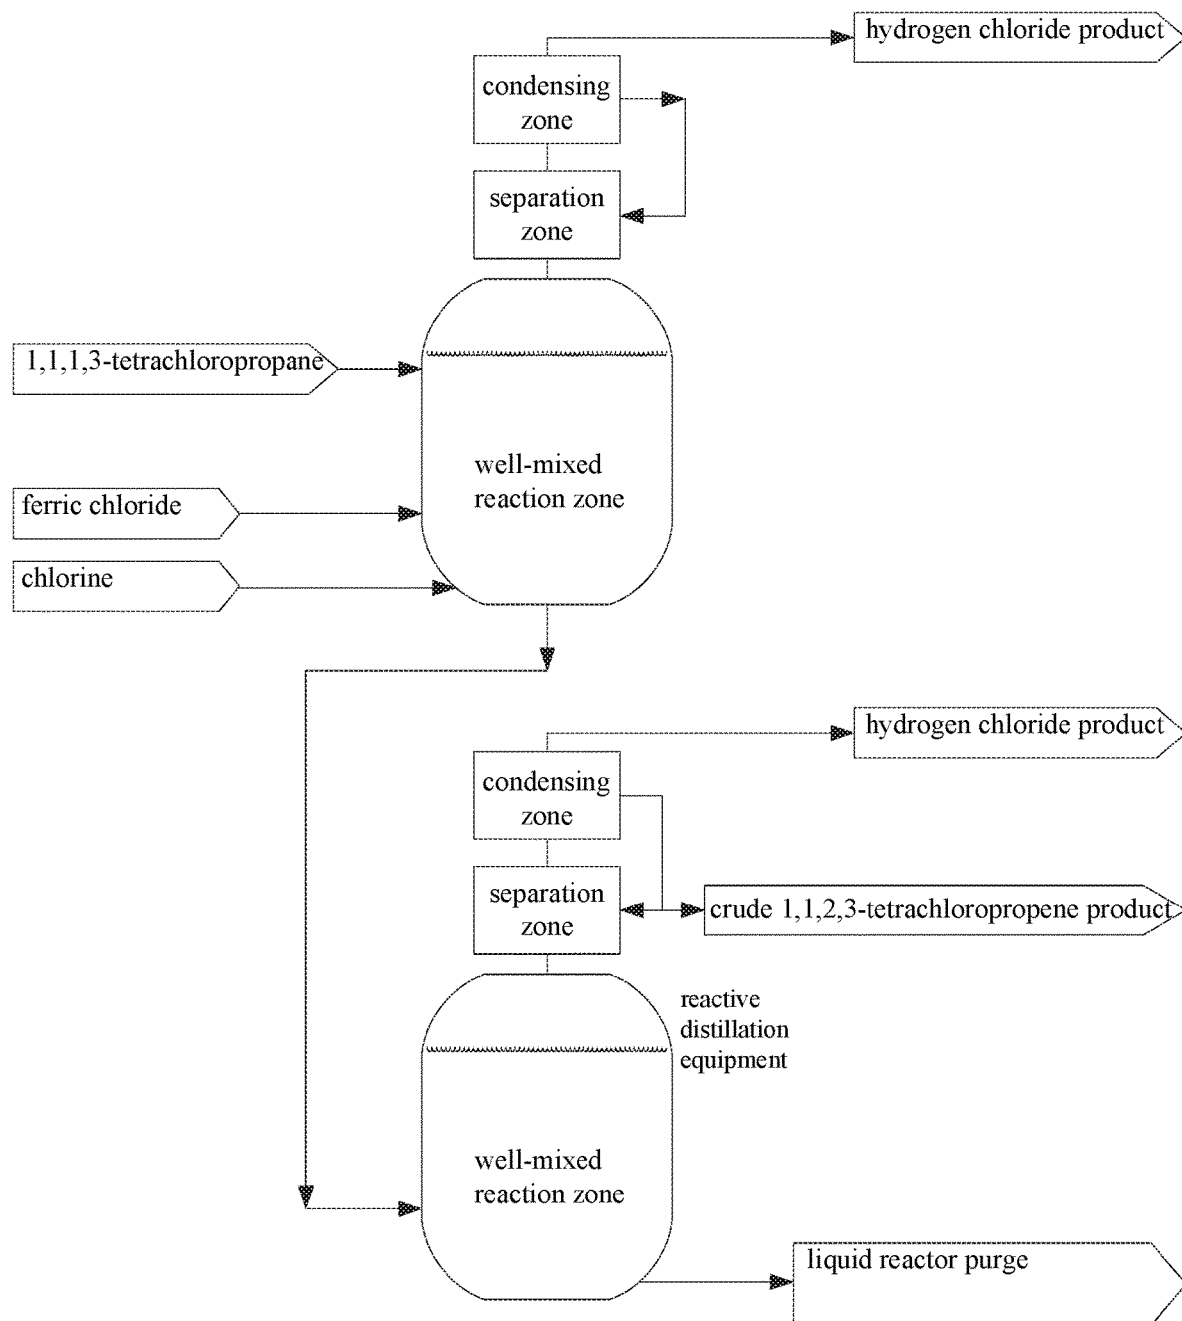 hydrogen chloride product
condensing
zone
separation
zone
1,1,1,3-tetrachloropropane
well-mixed
reaction zone
ferric chloride
chlorine
hydrogen chloride product
condensing
zone
separation
zone
crude 1,1,2,3-tetrachloropropene product
reactive
distillation
equipment
well-mixed
reaction zone
liquid reactor purge